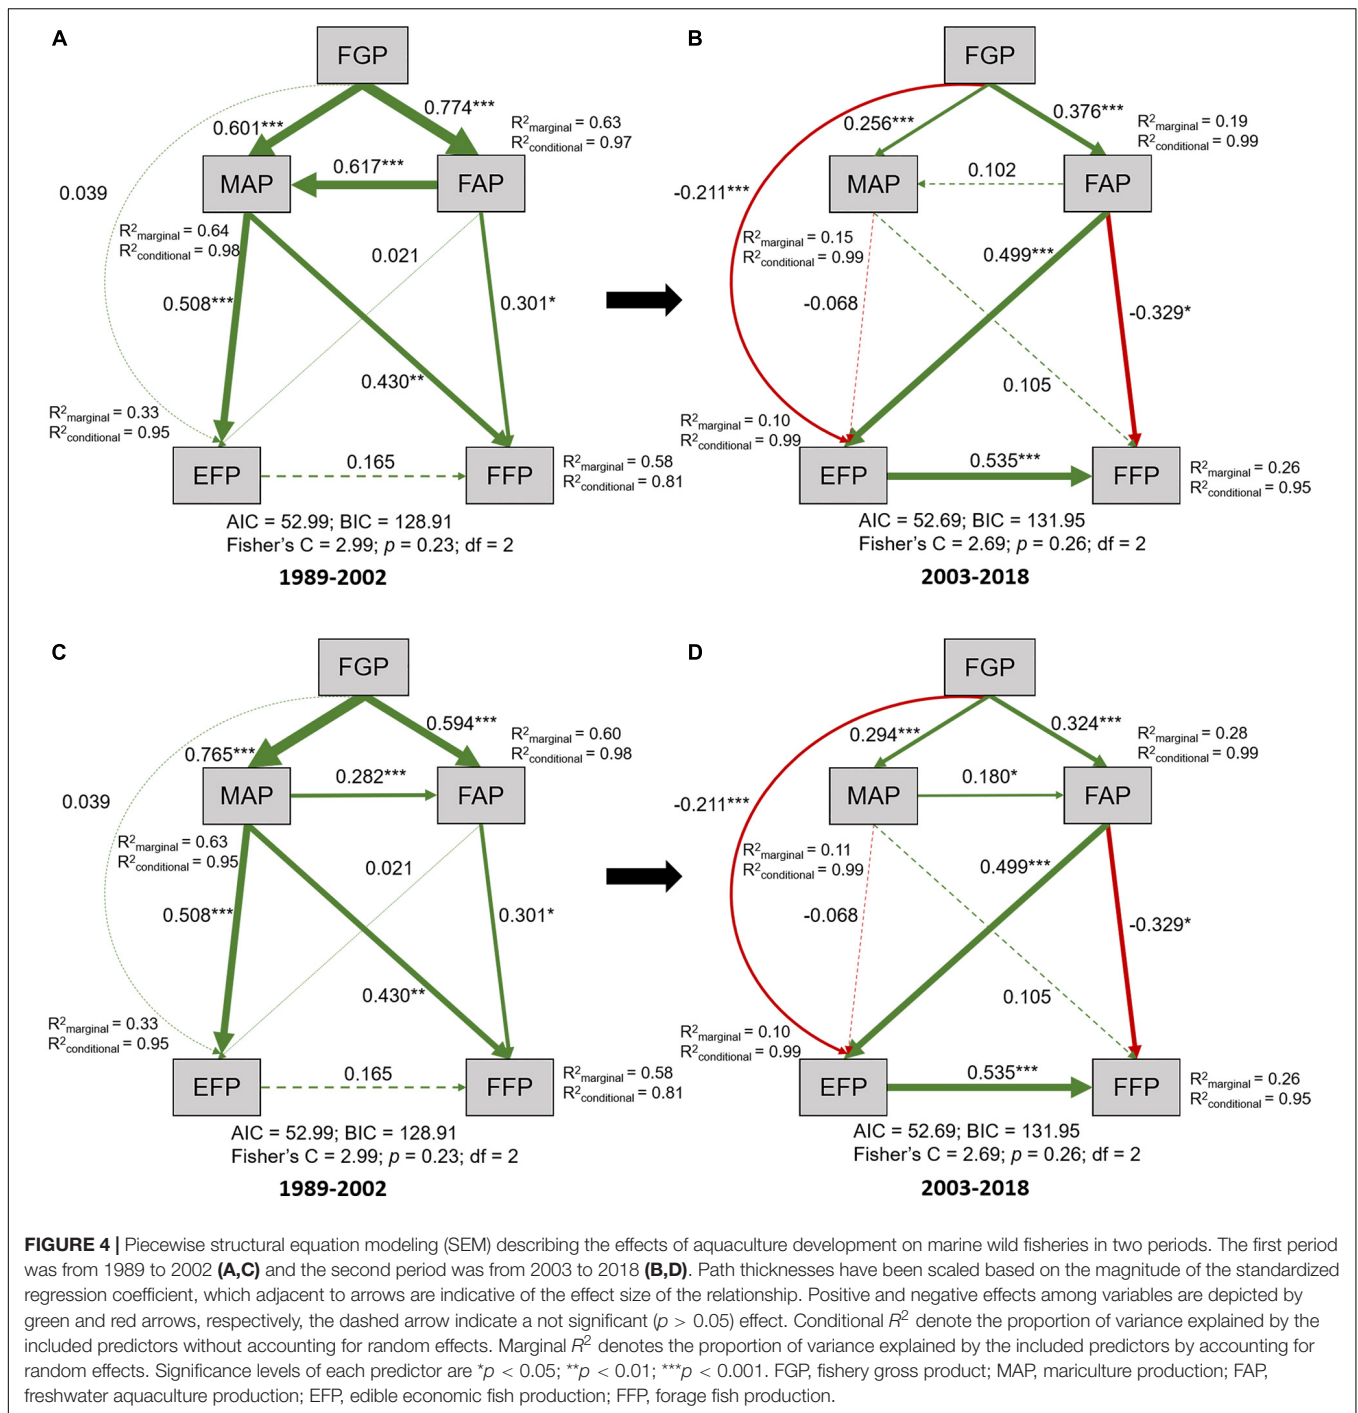 A
FGP
0.774***
0.601***
R²marginal = 0.63
R²conditional = 0.97
MAP
0.617***
FAP
0.039
R²marginal = 0.64
R²conditional = 0.98
0.021
0.508***
0.301*
0.430**
R²marginal = 0.33
R²conditional = 0.95
EFP
0.165
FFP
R²marginal = 0.58
R²conditional = 0.81
AIC = 52.99; BIC = 128.91
Fisher's C = 2.99; p = 0.23; df = 2
1989-2002
B
FGP
0.256***
0.376***
R²marginal = 0.19
R²conditional = 0.99
MAP
0.102
FAP
-0.211***
R²marginal = 0.15
R²conditional = 0.99
0.499***
-0.068
-0.329*
0.105
R²marginal = 0.10
R²conditional = 0.99
EFP
0.535***
FFP
R²marginal = 0.26
R²conditional = 0.95
AIC = 52.69; BIC = 131.95
Fisher's C = 2.69; p = 0.26; df = 2
2003-2018
C
FGP
0.594***
0.765***
R²marginal = 0.60
R²conditional = 0.98
MAP
0.282***
FAP
0.039
R²marginal = 0.63
R²conditional = 0.95
0.021
0.508***
0.301*
0.430**
R²marginal = 0.33
R²conditional = 0.95
EFP
0.165
FFP
R²marginal = 0.58
R²conditional = 0.81
AIC = 52.99; BIC = 128.91
Fisher's C = 2.99; p = 0.23; df = 2
1989-2002
D
FGP
0.294***
0.324***
R²marginal = 0.28
R²conditional = 0.99
MAP
0.180*
FAP
-0.211***
R²marginal = 0.11
R²conditional = 0.99
0.499***
-0.068
-0.329*
0.105
R²marginal = 0.10
R²conditional = 0.99
EFP
0.535***
FFP
R²marginal = 0.26
R²conditional = 0.95
AIC = 52.69; BIC = 131.95
Fisher's C = 2.69; p = 0.26; df = 2
2003-2018
FIGURE 4 | Piecewise structural equation modeling (SEM) describing the effects of aquaculture development on marine wild fisheries in two periods. The first period
was from 1989 to 2002 (A,C) and the second period was from 2003 to 2018 (B,D). Path thicknesses have been scaled based on the magnitude of the standardized
regression coefficient, which adjacent to arrows are indicative of the effect size of the relationship. Positive and negative effects among variables are depicted by
green and red arrows, respectively, the dashed arrow indicate a not significant (p > 0.05) effect. Conditional R² denote the proportion of variance explained by the
included predictors without accounting for random effects. Marginal R² denotes the proportion of variance explained by the included predictors by accounting for
random effects. Significance levels of each predictor are *p < 0.05; **p < 0.01; ***p < 0.001. FGP, fishery gross product; MAP, mariculture production; FAP,
freshwater aquaculture production; EFP, edible economic fish production; FFP, forage fish production.